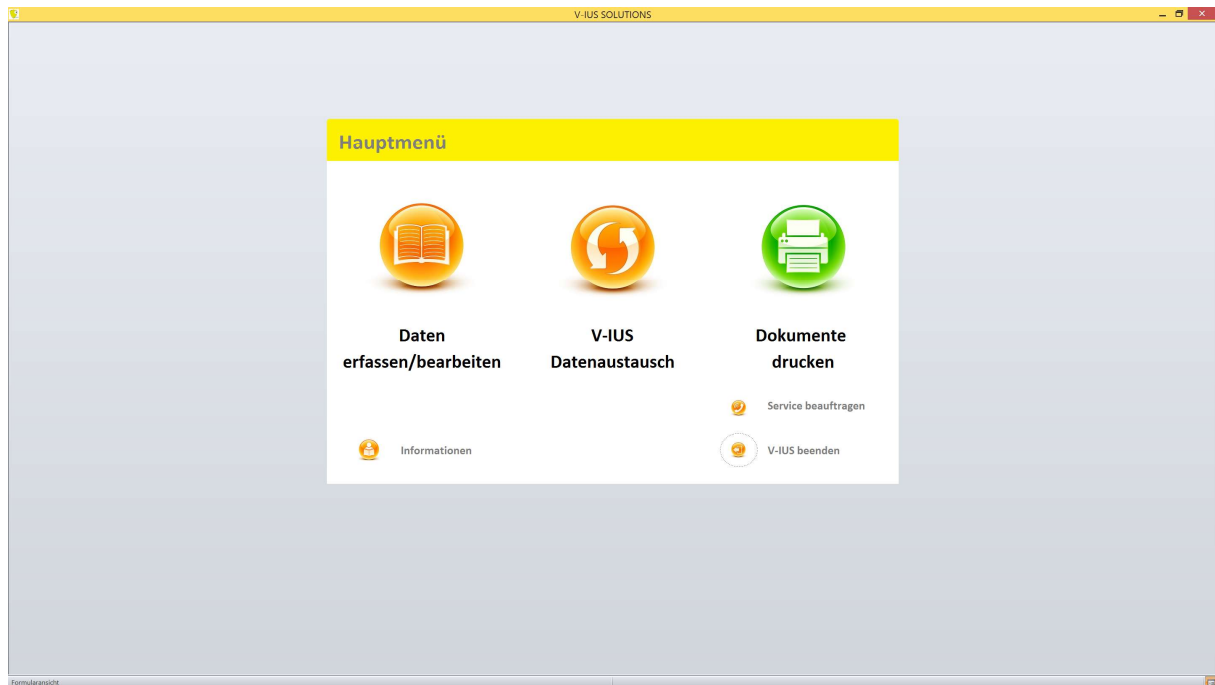 V-IUS SOLUTIONS
Hauptmenü
Daten
erfassen/bearbeiten
V-IUS
Datenaustausch
Dokumente
drucken
Service beauftragen
Informationen
V-IUS beenden
Formularansicht